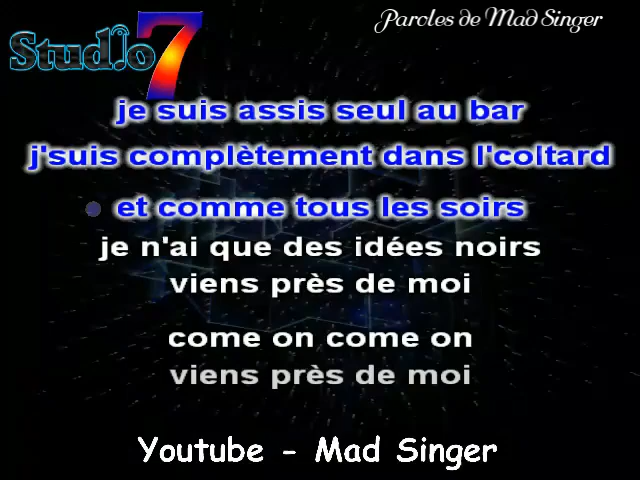 Studio 7
Paroles de Mad Singer
je suis assis seul au bar
j'suis complètement dans l'coltard
et comme tous les soirs
je n'ai que des idées noirs
viens près de moi
come on come on
viens près de moi
Youtube - Mad Singer